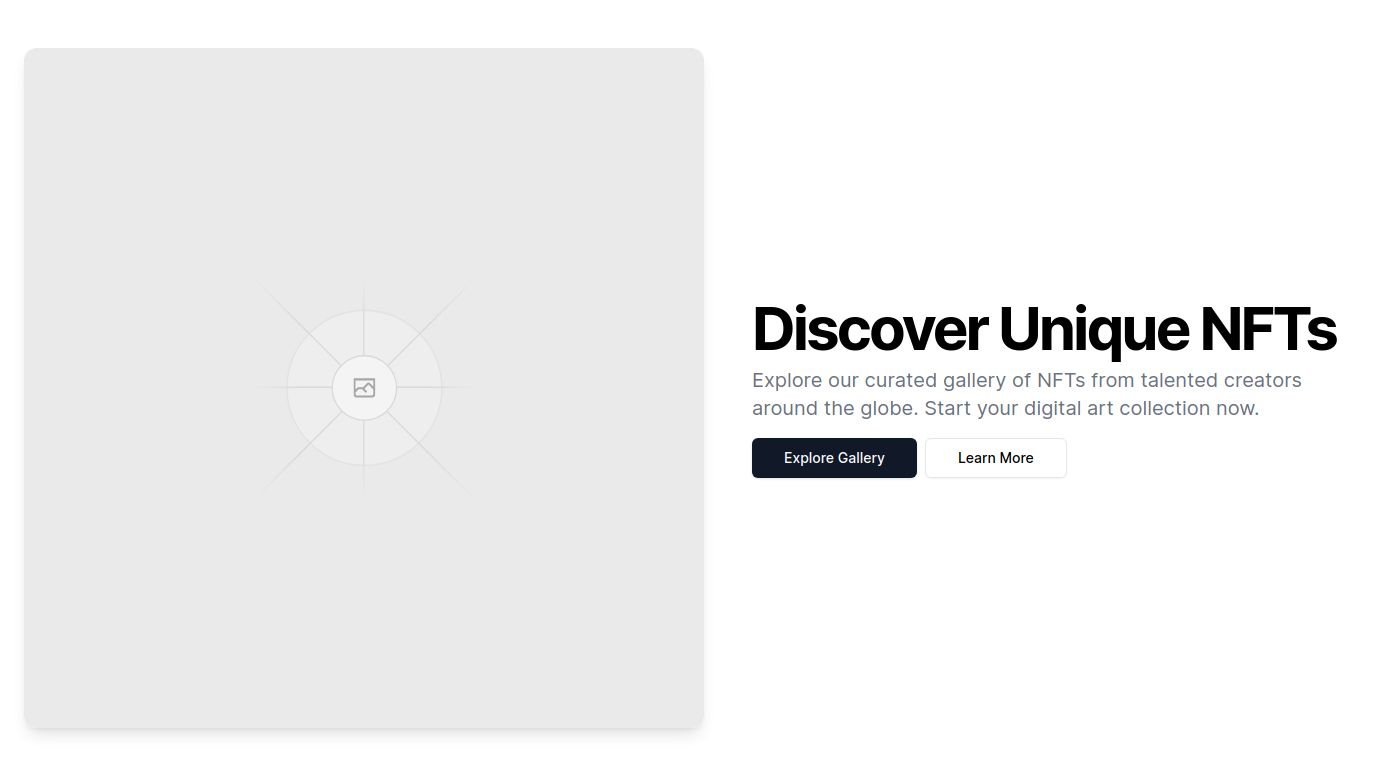 Discover Unique NFTs
Explore our curated gallery of NFTs from talented creators
around the globe. Start your digital art collection now.
Explore Gallery
Learn More